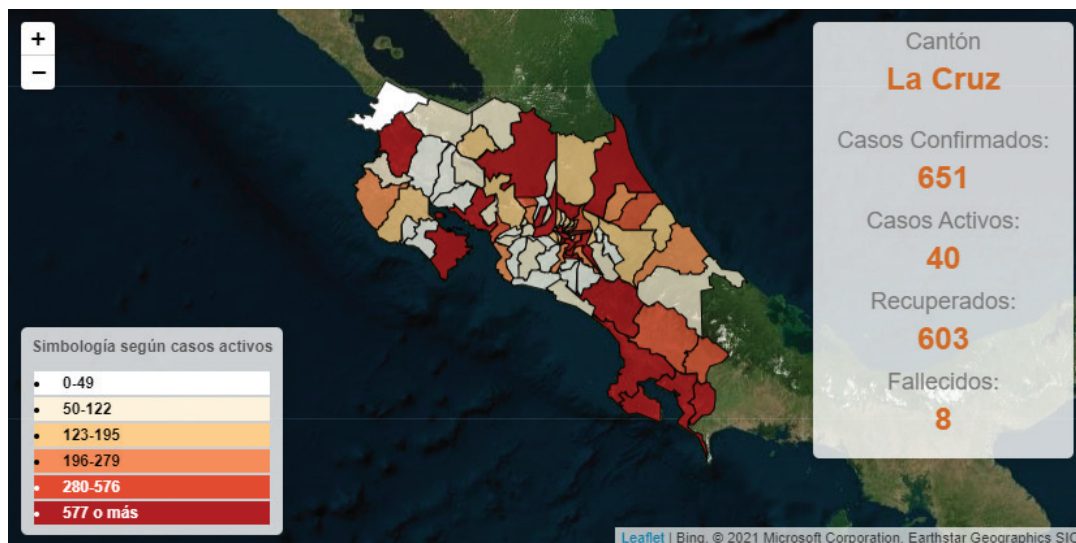 +
−
Cantón
La Cruz
Casos Confirmados:
651
Casos Activos:
40
Recuperados:
603
Fallecidos:
8
Simbología según casos activos
0-49
50-122
123-195
196-279
280-576
577 o más
Leaflet | Bing, © 2021 Microsoft Corporation, Earthstar Geographics SIO